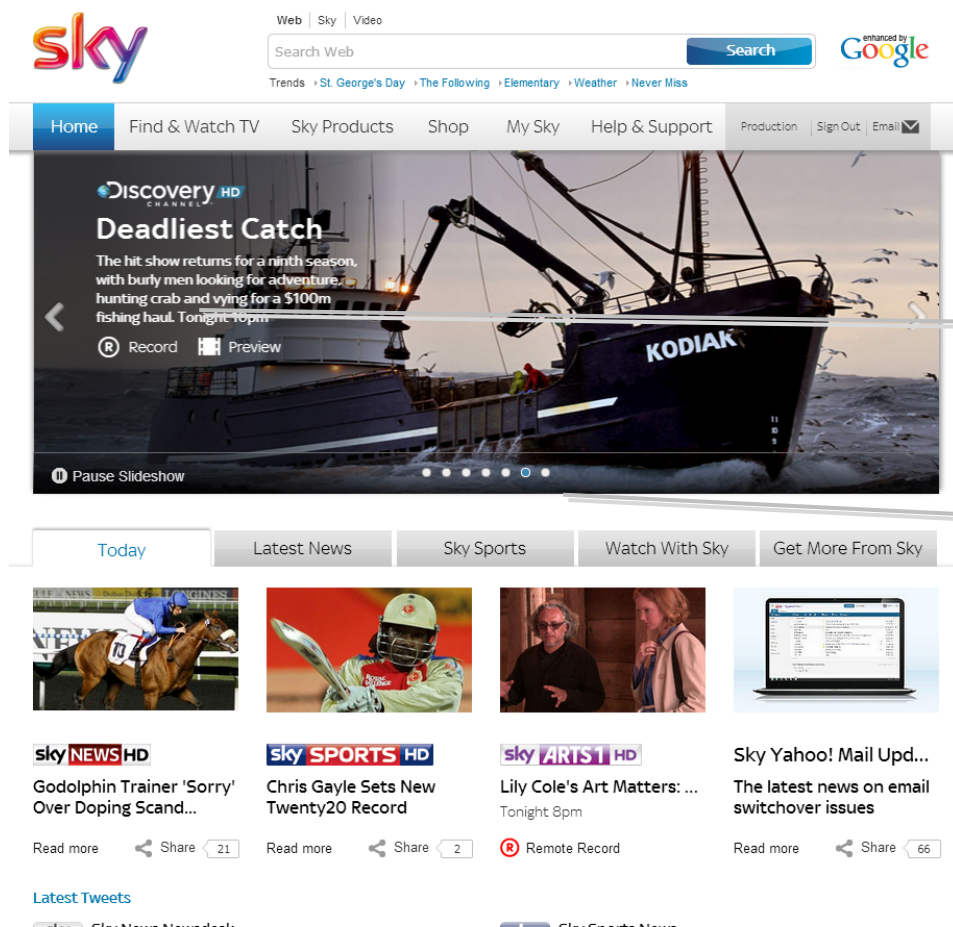 sky
Web Sky Video
Search Web
Search
enhanced by
Google
Trends St. George's Day The Following Elementary Weather Never Miss
Home Find & Watch TV Sky Products Shop My Sky Help & Support Production Sign Out Email
Discovery HD
CHANNEL
Deadliest Catch
The hit show returns for a ninth season,
with burly men looking for adventure,
hunting crab and vying for a $100m
fishing haul. Tonight 10pm
R Record Preview
KODIAK
11
10
9
Pause Slideshow
Today Latest News Sky Sports Watch With Sky Get More From Sky
LONGINES
sky NEWS HD
Godolphin Trainer 'Sorry'
Over Doping Scand...
Read more Share 21
sky SPORTS HD
Chris Gayle Sets New
Twenty20 Record
Read more Share 2
sky ARTS 1 HD
Lily Cole's Art Matters: ...
Tonight 8pm
R Remote Record
Sky Yahoo! Mail Upd...
The latest news on email
switchover issues
Read more Share 66
Latest Tweets